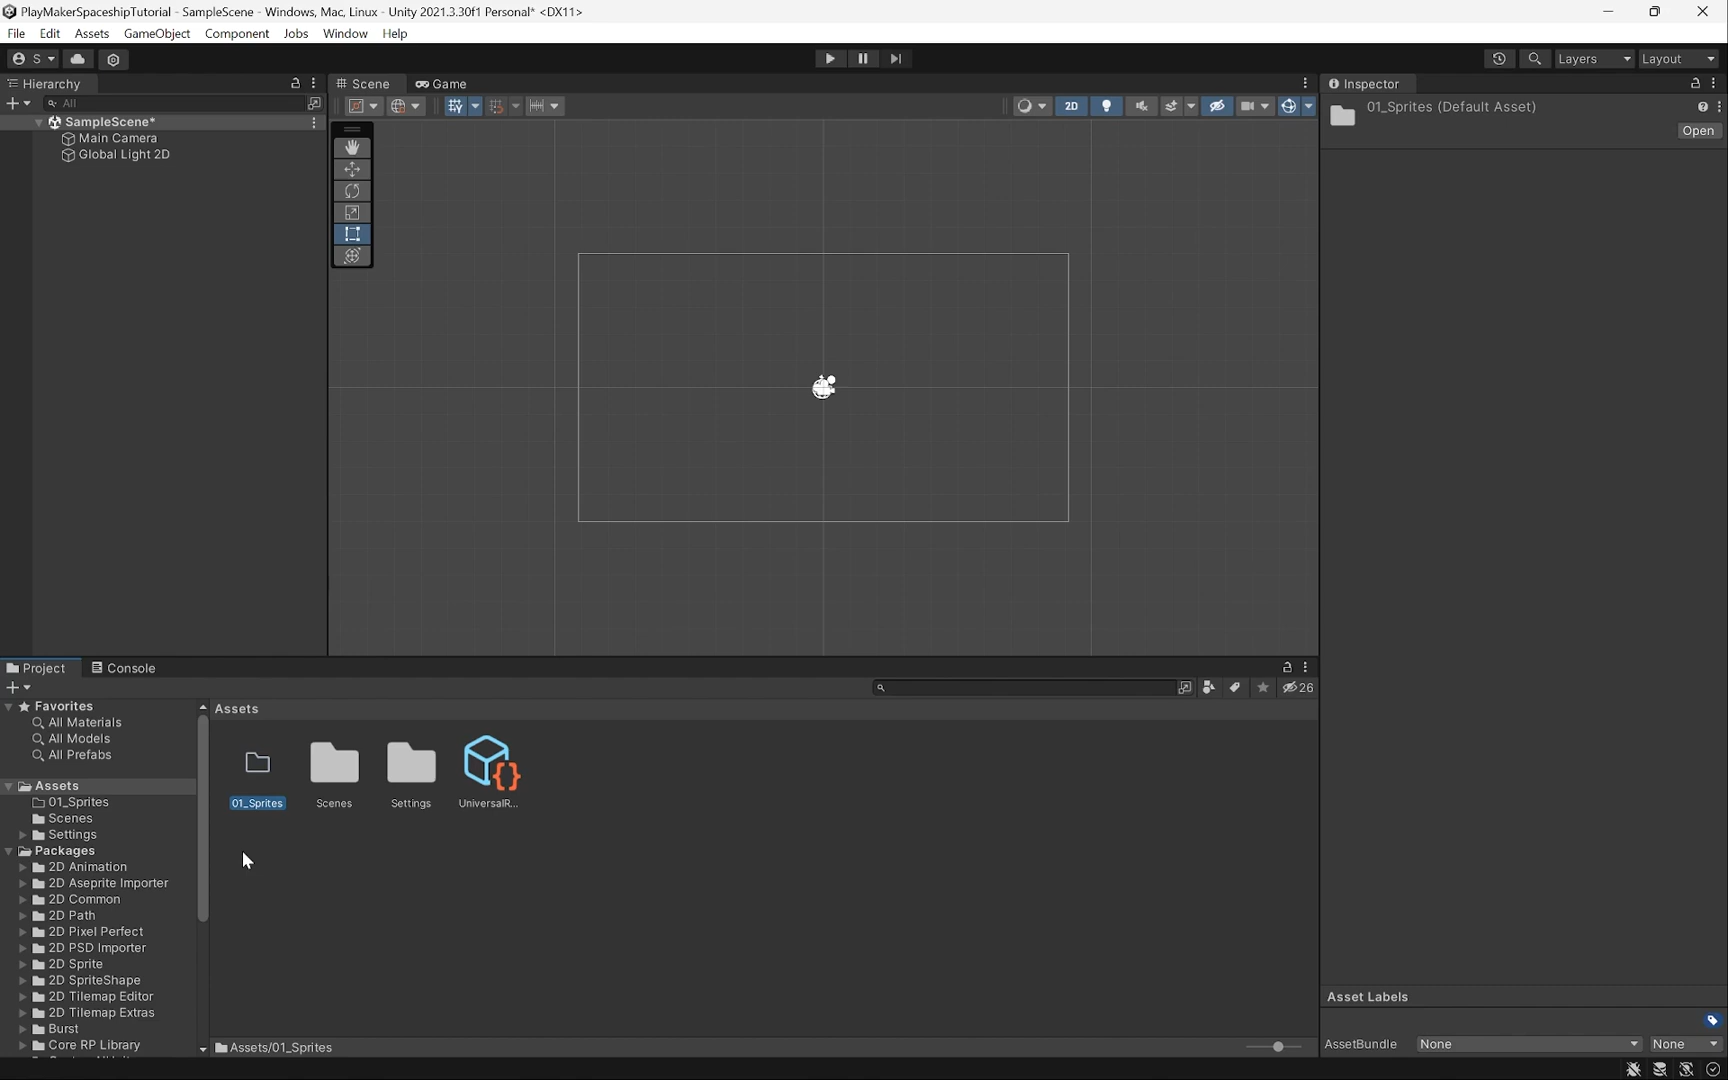 PlayMakerSpaceshipTutorial - SampleScene - Windows, Mac, Linux - Unity 2021.3.30f1 Personal* <DX11>
File Edit Assets GameObject Component Jobs Window Help
S Layers Layout
Hierarchy Scene Game Inspector
All 2D 01_Sprites (Default Asset)
SampleScene* Open
Main Camera
Global Light 2D
Project Console
26
Favorites Assets
All Materials
All Models
All Prefabs
Assets
01_Sprites 01_Sprites Scenes Settings UniversalR...
Scenes
Settings
Packages
2D Animation
2D Aseprite Importer
2D Common
2D Path
2D Pixel Perfect
2D PSD Importer
2D Sprite
2D SpriteShape
2D Tilemap Editor Asset Labels
2D Tilemap Extras
Burst
Core RP Library Assets/01_Sprites AssetBundle None None